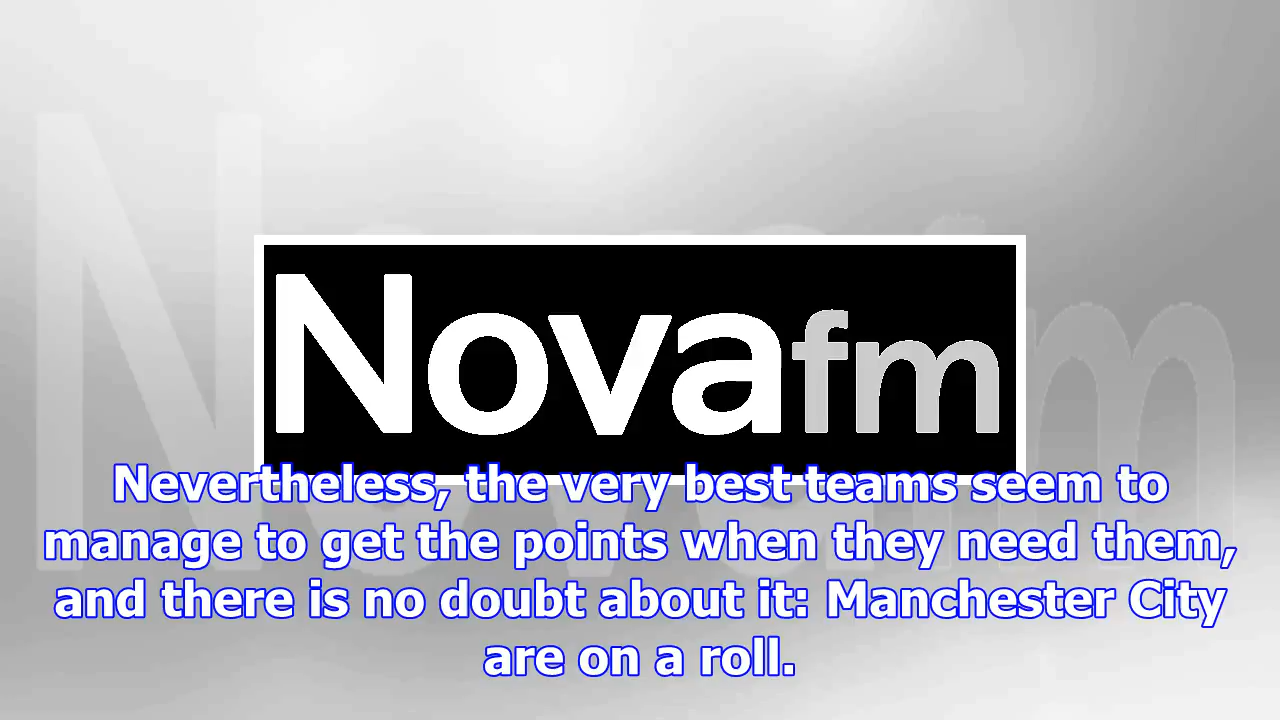 Novafm
Nevertheless, the very best teams seem to
manage to get the points when they need them,
and there is no doubt about it: Manchester City
are on a roll.